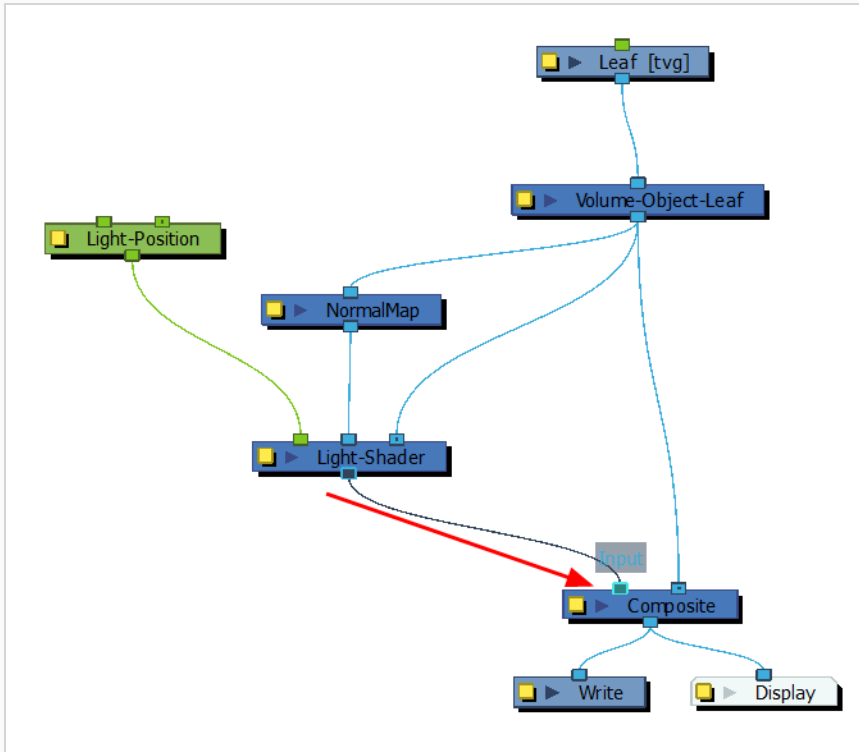 Leaf [tvg]
Volume-Object-Leaf
Light-Position
NormalMap
Light-Shader
Input
Composite
Write
Display